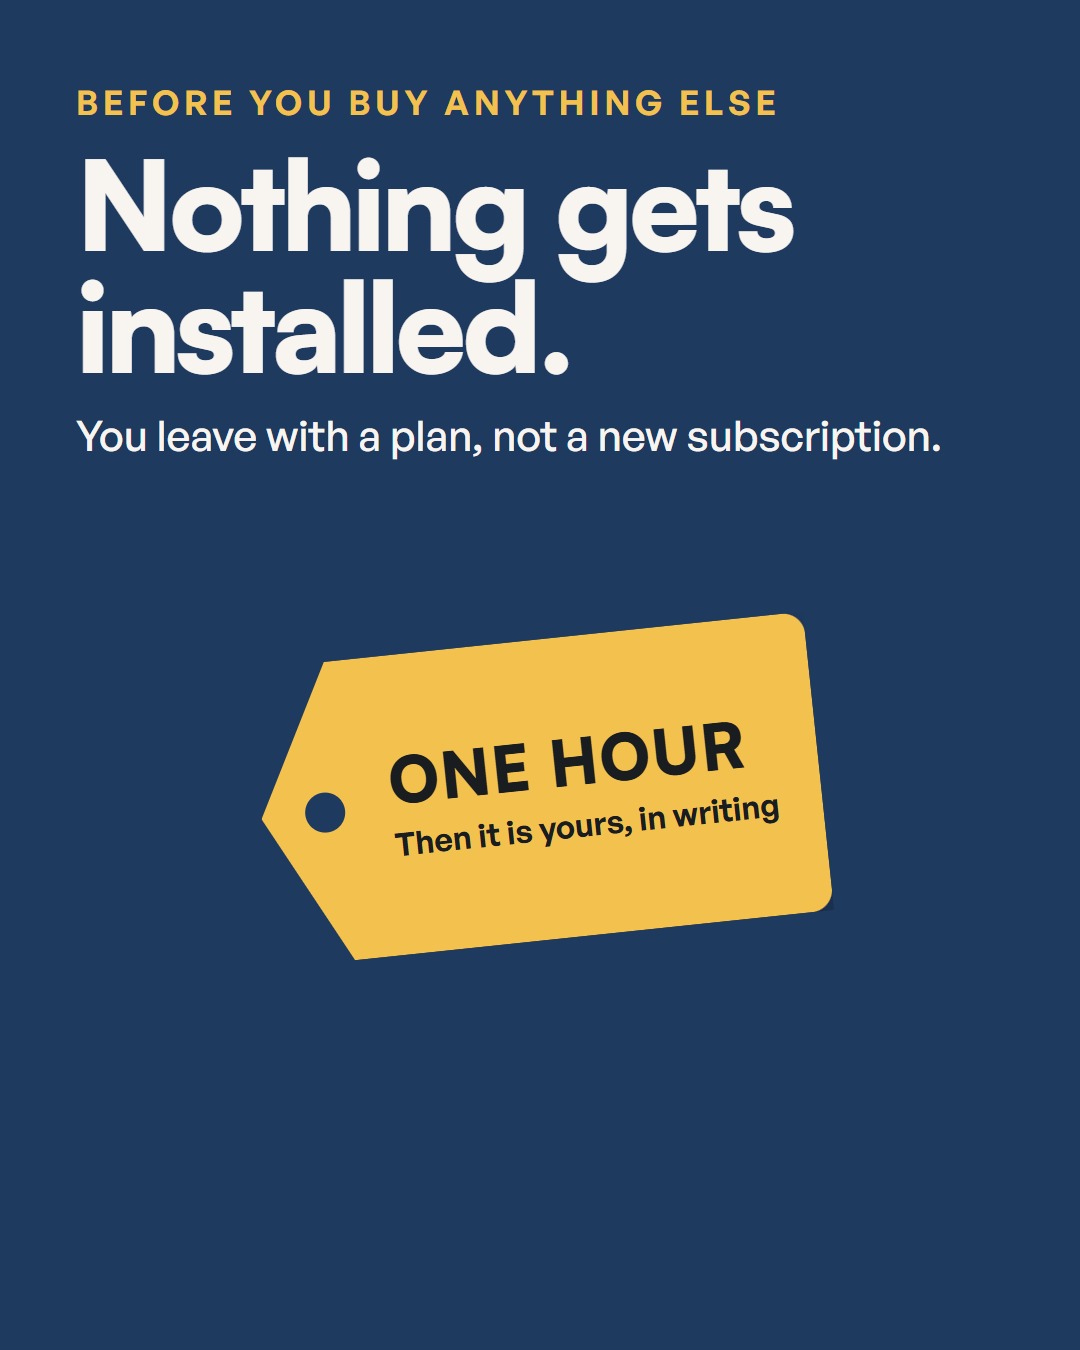 BEFORE YOU BUY ANYTHING ELSE
Nothing gets
installed.
You leave with a plan, not a new subscription.
ONE HOUR
Then it is yours, in writing